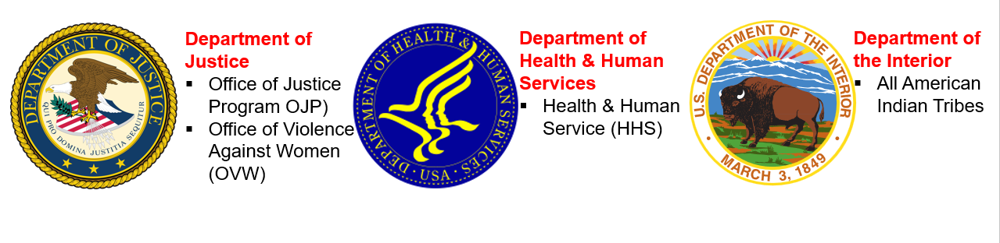 DEPARTMENT OF JUSTICE
QUI PRO DOMINA JUSTITIA SEQUITUR
Department of
Justice
▪ Office of Justice
Program OJP)
▪ Office of Violence
Against Women
(OVW)
DEPARTMENT OF HEALTH & HUMAN SERVICES · USA ·
Department of
Health & Human
Services
▪ Health & Human
Service (HHS)
U.S. DEPARTMENT OF THE INTERIOR
MARCH 3, 1849
Department of
the Interior
▪ All American
Indian Tribes